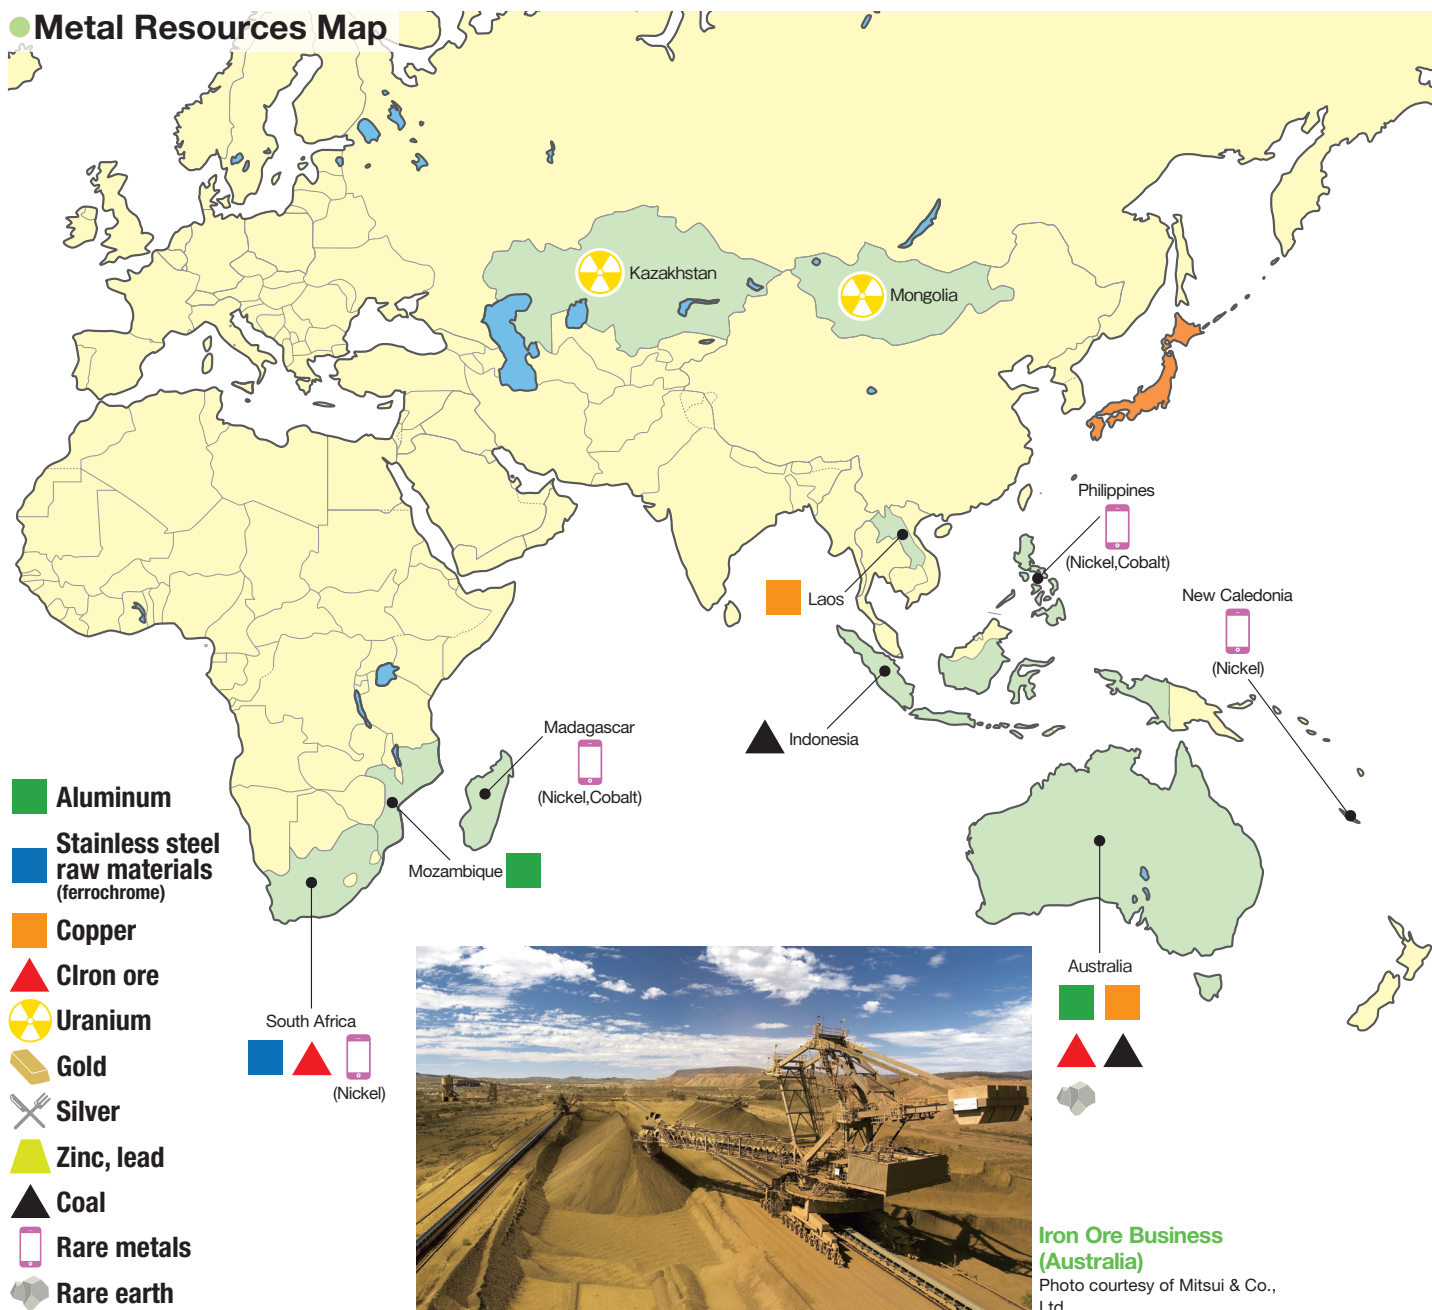 Metal Resources Map
Kazakhstan
Mongolia
Philippines
(Nickel,Cobalt)
Laos
New Caledonia
(Nickel)
Indonesia
Madagascar
(Nickel,Cobalt)
Mozambique
Australia
South Africa
(Nickel)
Aluminum
Stainless steel
raw materials
(ferrochrome)
Copper
CIron ore
Uranium
Gold
Silver
Zinc, lead
Coal
Rare metals
Rare earth
Iron Ore Business
(Australia)
Photo courtesy of Mitsui & Co.,
Ltd